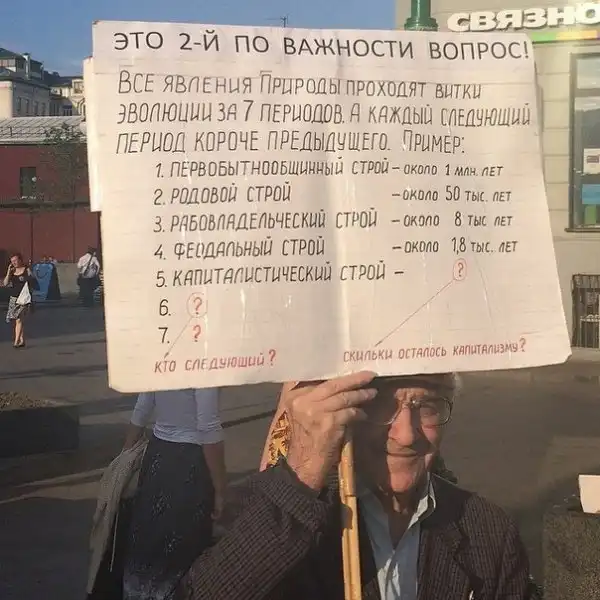 СВЯЗНО
ЭТО 2-Й ПО ВАЖНОСТИ ВОПРОС!
ВСЕ ЯВЛЕНИЯ ПРИРОДЫ ПРОХОДЯТ ВИТКИ
ЭВОЛЮЦИИ ЗА 7 ПЕРИОДОВ. А КАЖДЫЙ СЛЕДУЮЩИЙ
ПЕРИОД КОРОЧЕ ПРЕДЫДУЩЕГО. ПРИМЕР:
1. ПЕРВОБЫТНООБЩИННЫЙ СТРОЙ – ОКОЛО 1 МЛН. ЛЕТ
2. РОДОВОЙ СТРОЙ – ОКОЛО 50 ТЫС. ЛЕТ
3. РАБОВЛАДЕЛЬЧЕСКИЙ СТРОЙ – ОКОЛО 8 ТЫС ЛЕТ
4. ФЕОДАЛЬНЫЙ СТРОЙ – ОКОЛО 1,8 ТЫС. ЛЕТ
5. КАПИТАЛИСТИЧЕСКИЙ СТРОЙ – ?
6. ?
7. ?
КТО СЛЕДУЮЩИЙ? СКИЛЬКИ ОСТАЛОСЬ КАПИТАЛИЗМУ?